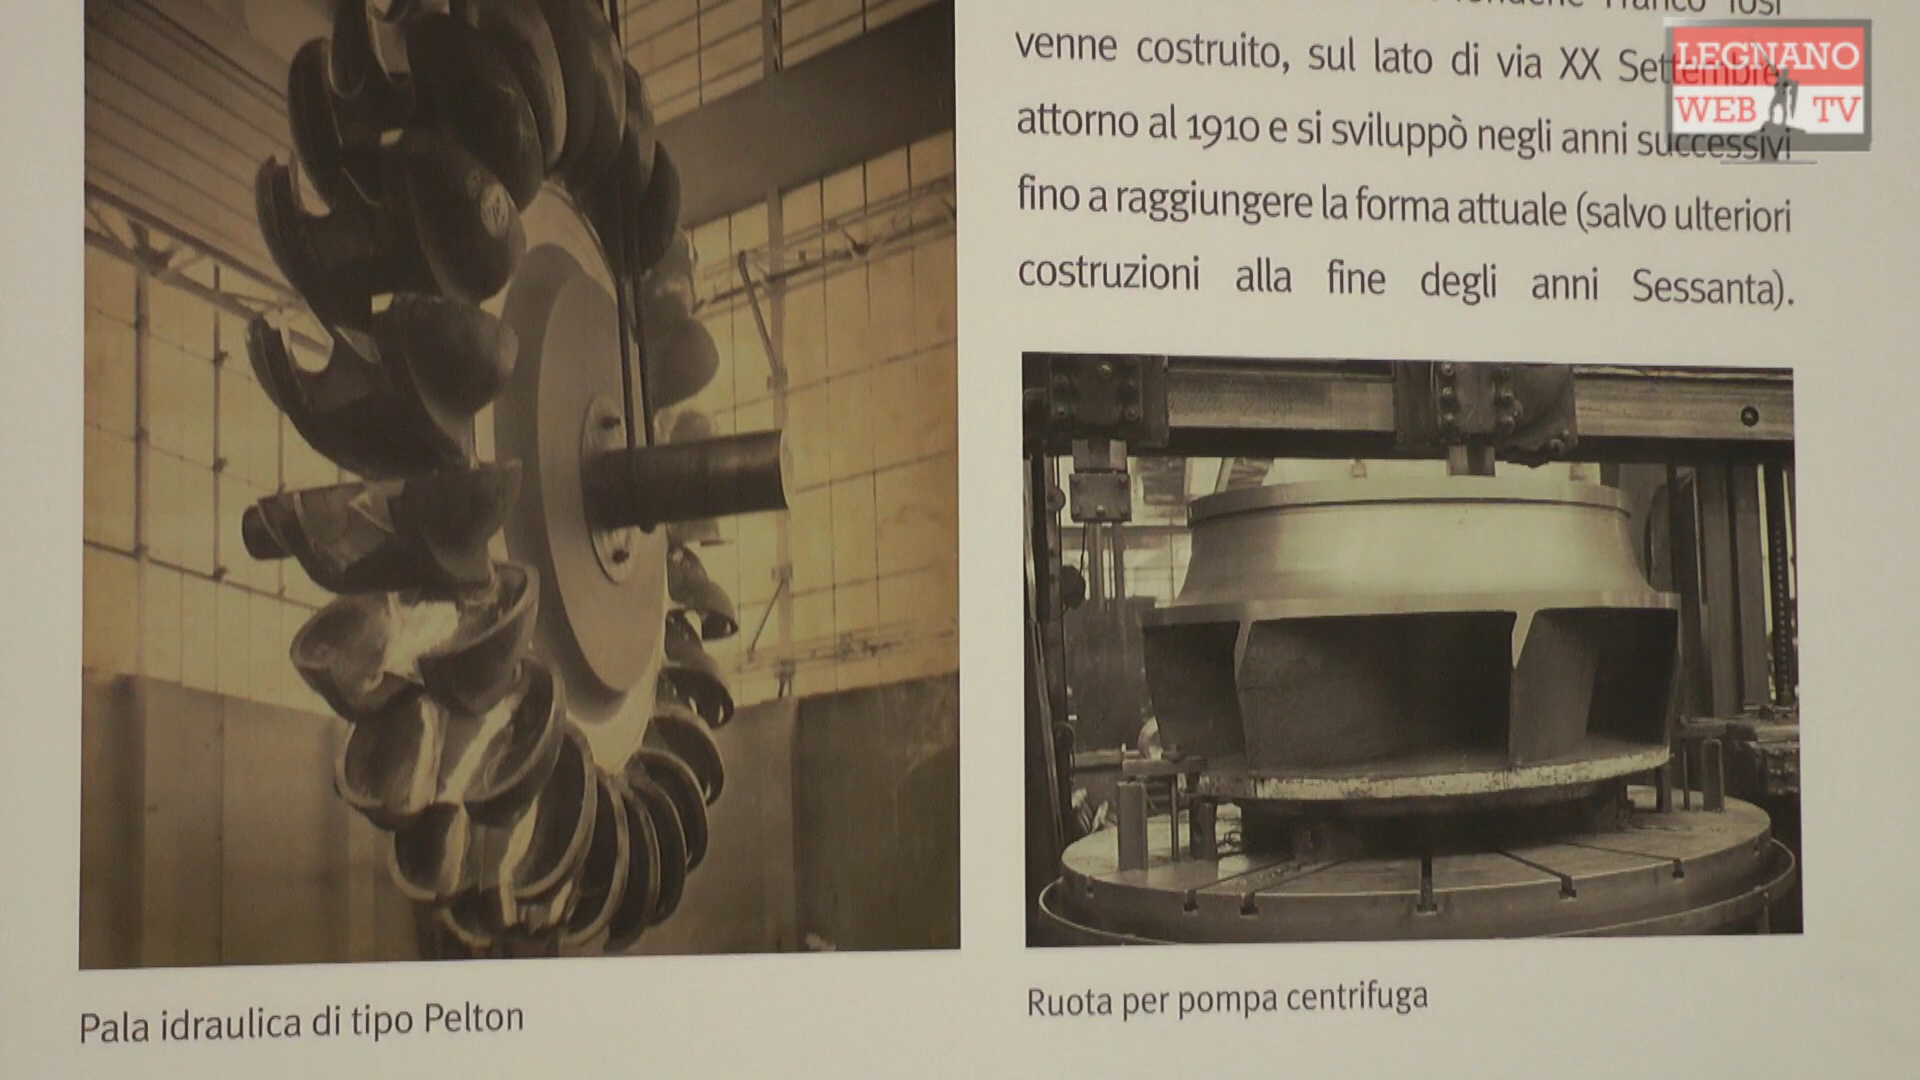 Franco Tosi
venne costruito, sul lato di via XX Settembre,
attorno al 1910 e si sviluppò negli anni successivi
fino a raggiungere la forma attuale (salvo ulteriori
costruzioni alla fine degli anni Sessanta).
LEGNANO
WEB TV
Pala idraulica di tipo Pelton
Ruota per pompa centrifuga